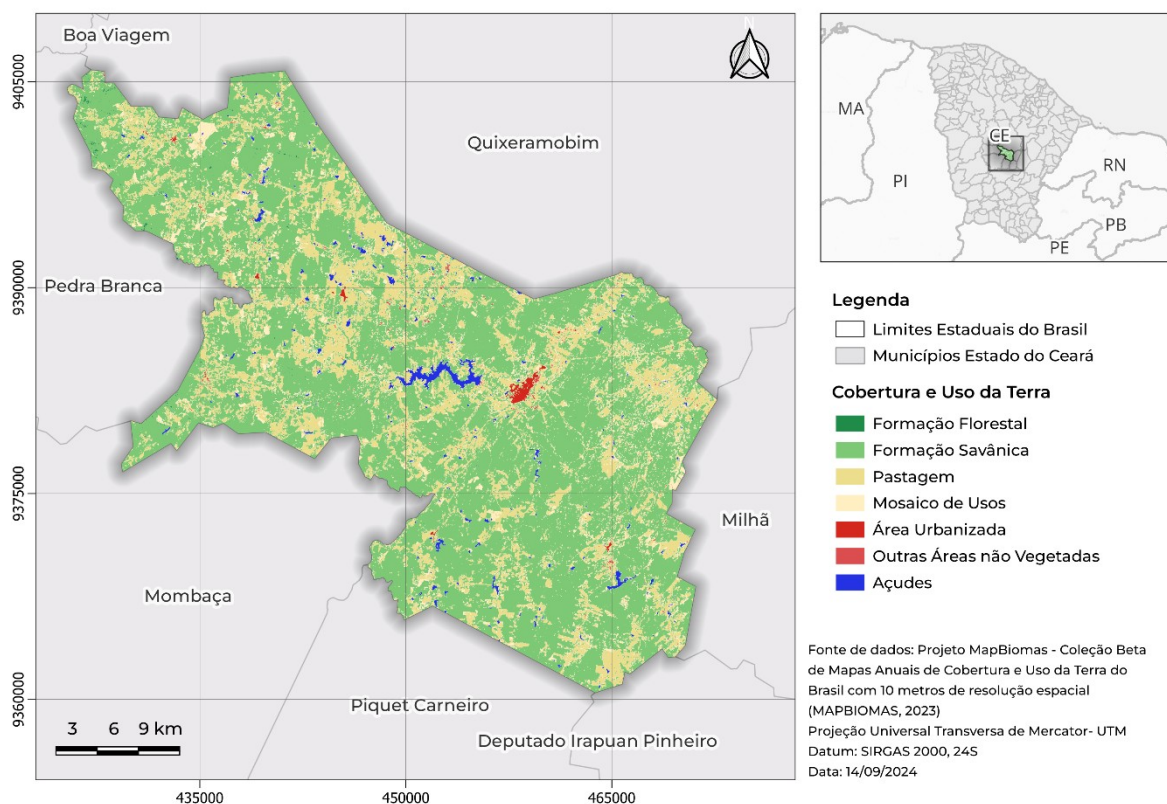 Boa Viagem
N
9405000
Quixeramobim
Pedra Branca
9390000
9375000
Milhã
Mombaça
9360000
Piquet Carneiro
3 6 9 km
Deputado Irapuan Pinheiro
435000 450000 465000
MA
CE
RN
PI
PB
PE
Legenda
Limites Estaduais do Brasil
Municípios Estado do Ceará
Cobertura e Uso da Terra
Formação Florestal
Formação Savânica
Pastagem
Mosaico de Usos
Área Urbanizada
Outras Áreas não Vegetadas
Açudes
Fonte de dados: Projeto MapBiomas - Coleção Beta
de Mapas Anuais de Cobertura e Uso da Terra do
Brasil com 10 metros de resolução espacial
(MAPBIOMAS, 2023)
Projeção Universal Transversa de Mercator- UTM
Datum: SIRGAS 2000, 24S
Data: 14/09/2024